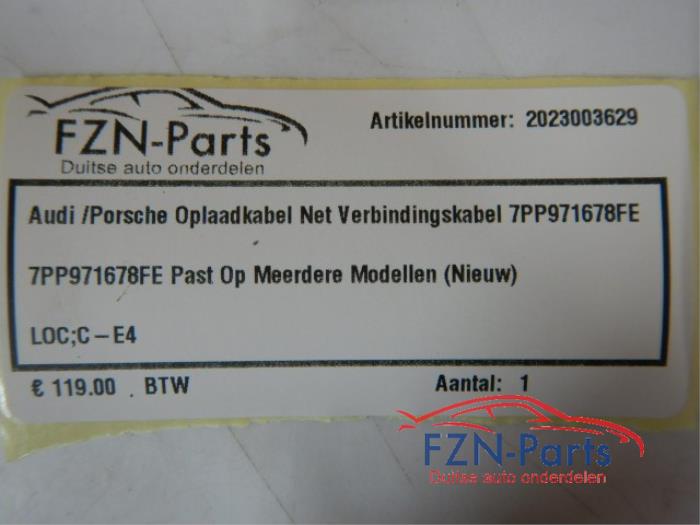 FZN-Parts
Duitse auto onderdelen
Artikelnummer: 2023003629
Audi /Porsche Oplaadkabel Net Verbindingskabel 7PP971678FE
7PP971678FE Past Op Meerdere Modellen (Nieuw)
LOC;C-E4
€ 119.00 . BTW
Aantal: 1
FZN-Parts
Duitse auto onderdelen